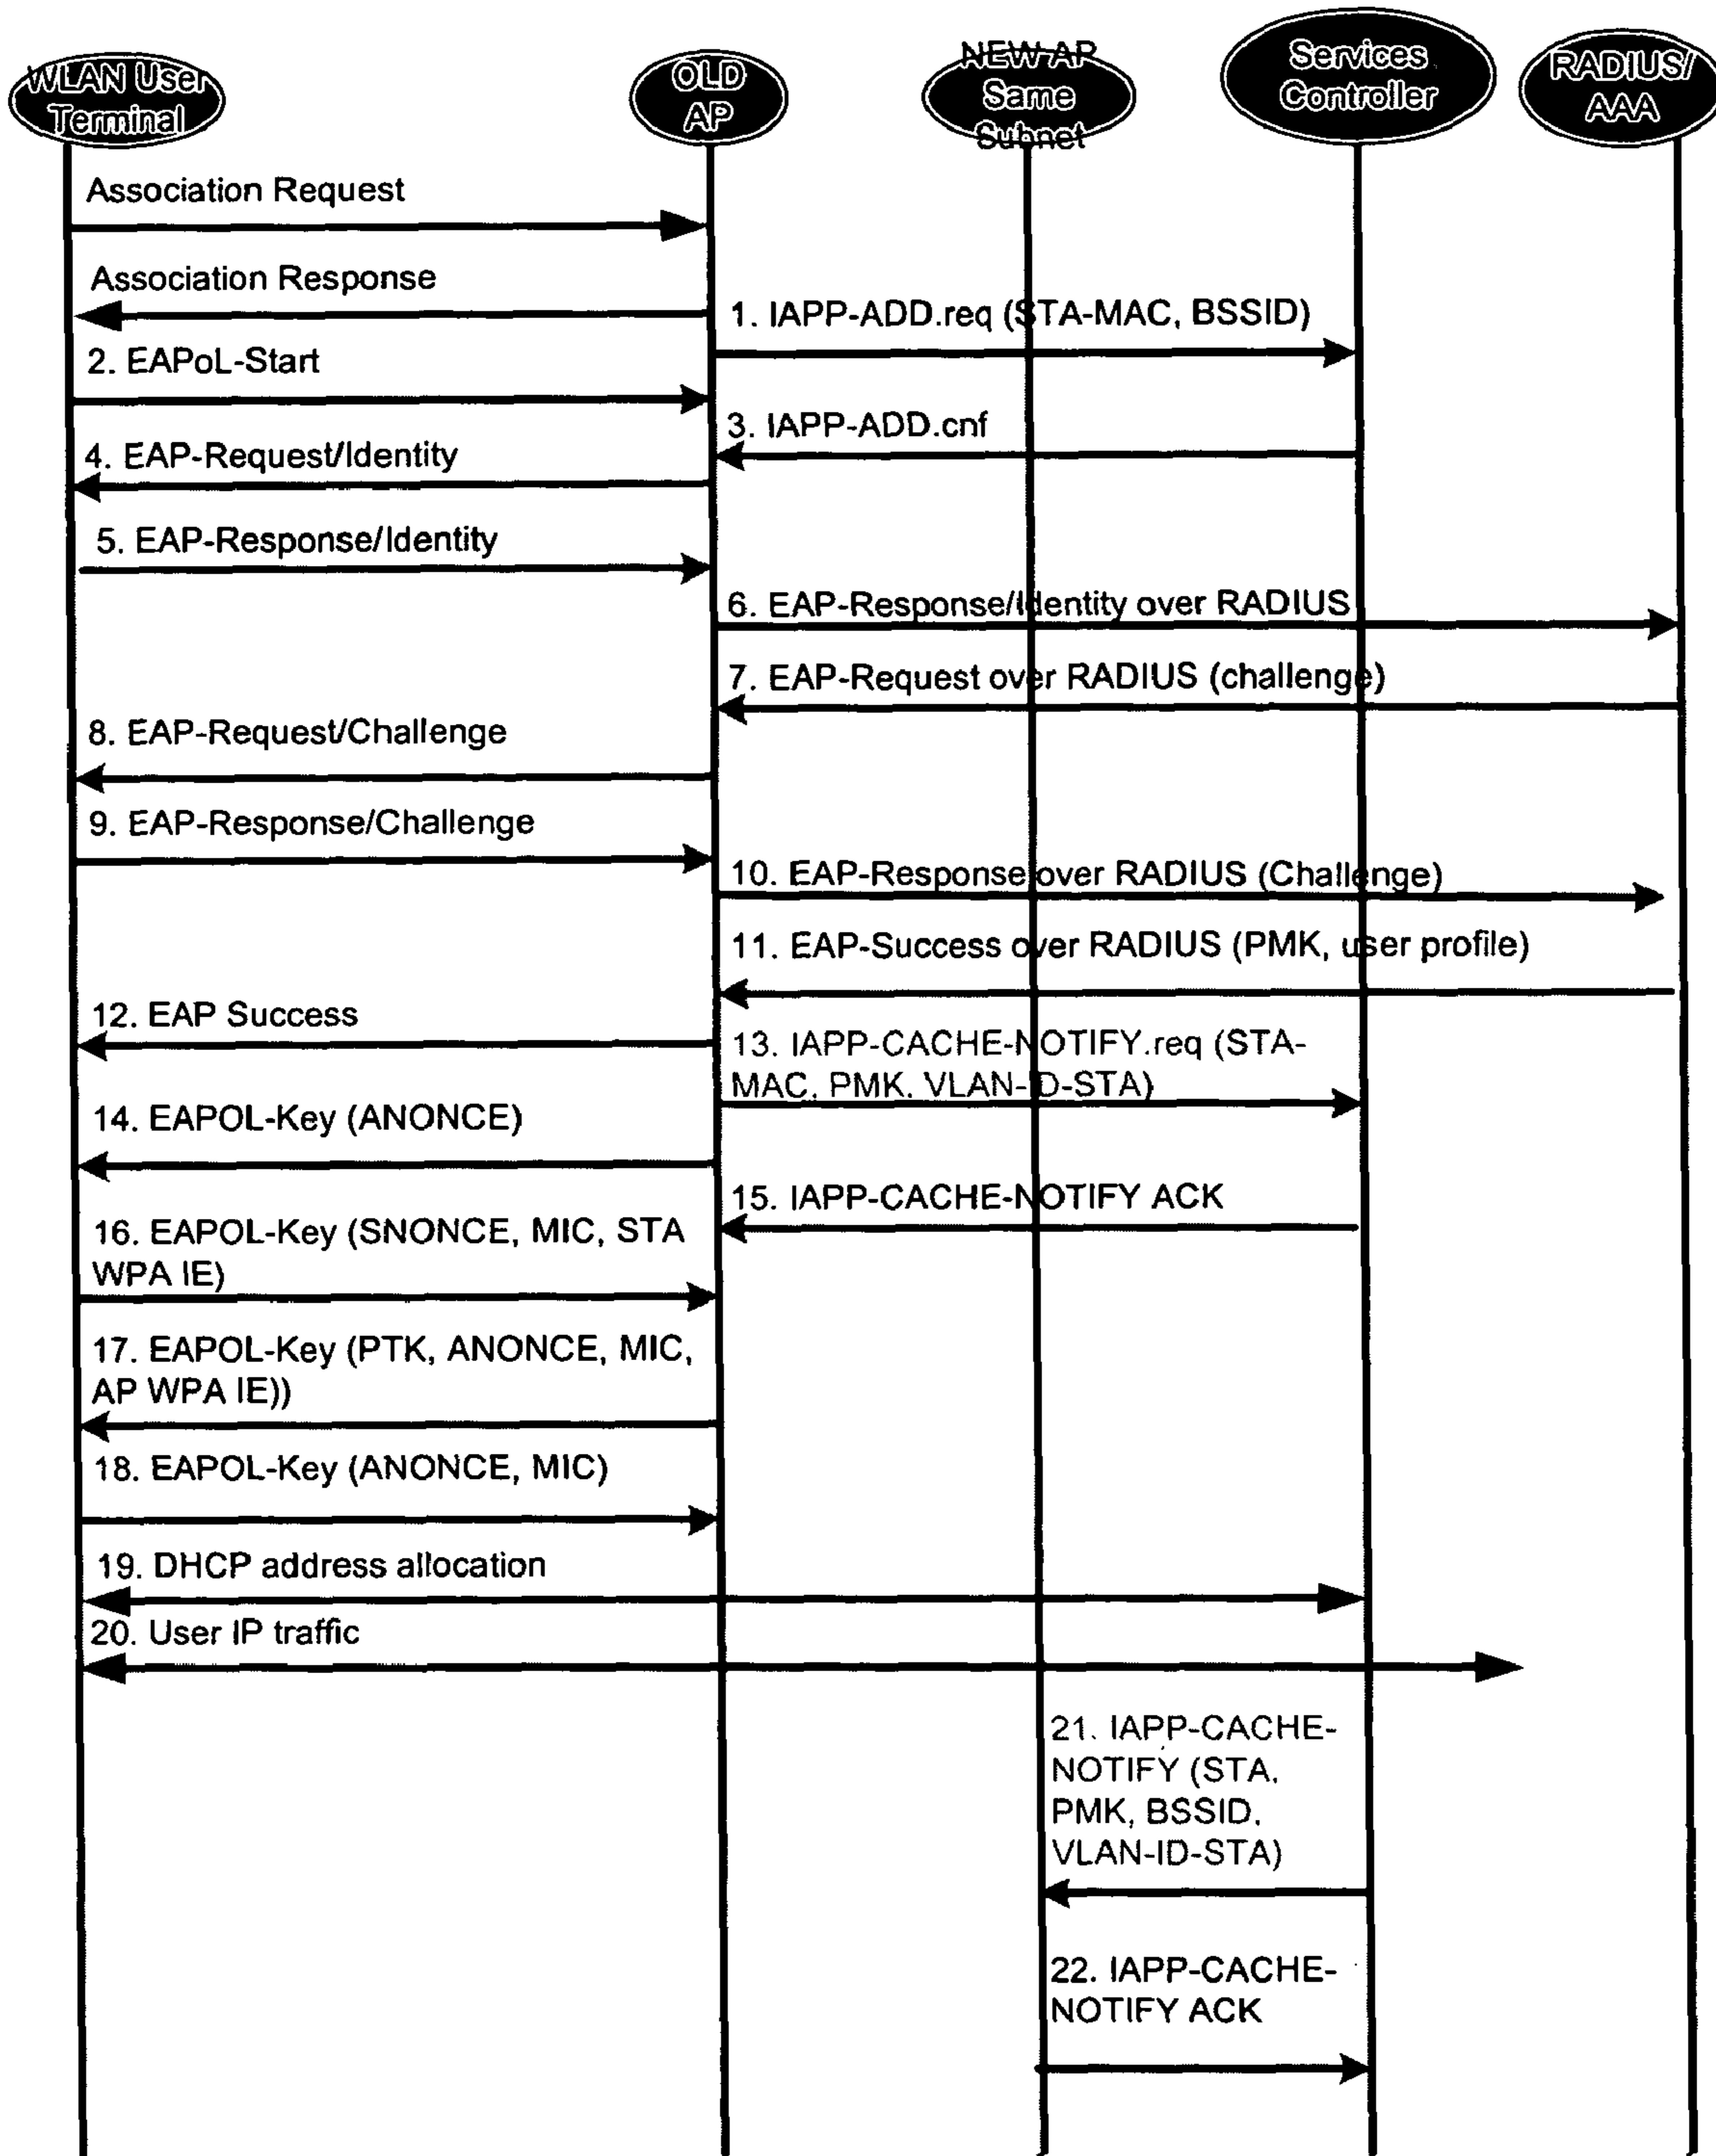 WLAN User
Terminal
OLD
AP
NEW AP
Same
Subnet
Services
Controller
RADIUS/
AAA
Association Request
Association Response
1. IAPP-ADD.req (STA-MAC, BSSID)
2. EAPoL-Start
3. IAPP-ADD.cnf
4. EAP-Request/Identity
5. EAP-Response/Identity
6. EAP-Response/Identity over RADIUS
7. EAP-Request over RADIUS (challenge)
8. EAP-Request/Challenge
9. EAP-Response/Challenge
10. EAP-Response over RADIUS (Challenge)
11. EAP-Success over RADIUS (PMK, user profile)
12. EAP Success
13. IAPP-CACHE-NOTIFY.req (STA-
MAC, PMK, VLAN-ID-STA)
14. EAPOL-Key (ANONCE)
15. IAPP-CACHE-NOTIFY ACK
16. EAPOL-Key (SNONCE, MIC, STA
WPA IE)
17. EAPOL-Key (PTK, ANONCE, MIC,
AP WPA IE))
18. EAPOL-Key (ANONCE, MIC)
19. DHCP address allocation
20. User IP traffic
21. IAPP-CACHE-
NOTIFY (STA,
PMK, BSSID,
VLAN-ID-STA)
22. IAPP-CACHE-
NOTIFY ACK